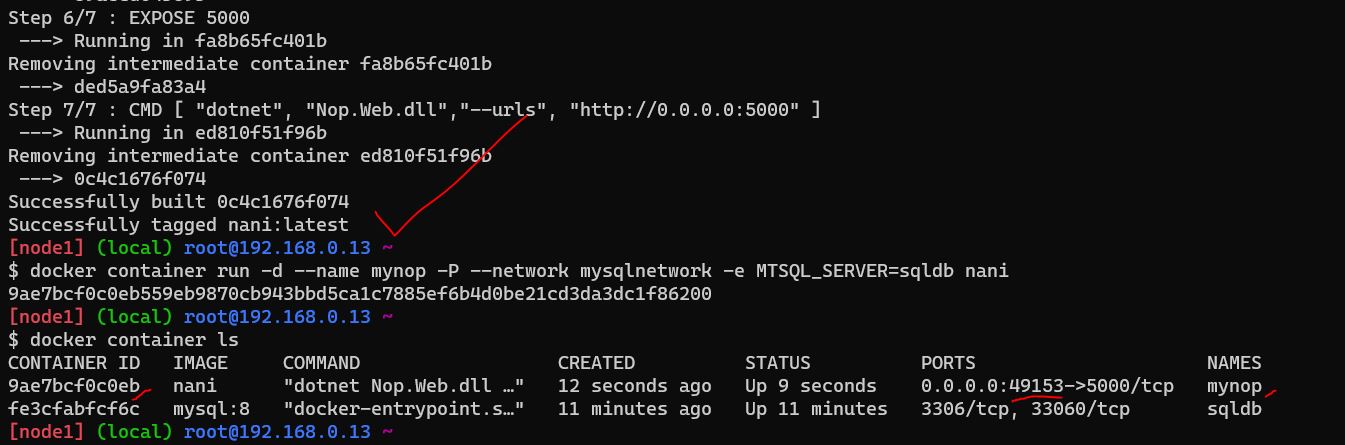 Step 6/7 : EXPOSE 5000
---> Running in fa8b65fc401b
Removing intermediate container fa8b65fc401b
---> ded5a9fa83a4
Step 7/7 : CMD [ "dotnet", "Nop.Web.dll","--urls", "http://0.0.0.0:5000" ]
---> Running in ed810f51f96b
Removing intermediate container ed810f51f96b
---> 0c4c1676f074
Successfully built 0c4c1676f074
Successfully tagged nani:latest
[node1] (local) root@192.168.0.13 ~
$ docker container run -d --name mynop -P --network mysqlnetwork -e MTSQL_SERVER=sqldb nani
9ae7bcf0c0eb559eb9870cb943bbd5ca1c7885ef6b4d0be21cd3da3dc1f86200
[node1] (local) root@192.168.0.13 ~
$ docker container ls
CONTAINER ID   IMAGE     COMMAND                  CREATED          STATUS          PORTS                     NAMES
9ae7bcf0c0eb   nani      "dotnet Nop.Web.dll …"   12 seconds ago   Up 9 seconds    0.0.0.0:49153->5000/tcp   mynop
fe3cfabfcf6c   mysql:8   "docker-entrypoint.s…"   11 minutes ago   Up 11 minutes   3306/tcp, 33060/tcp       sqldb
[node1] (local) root@192.168.0.13 ~